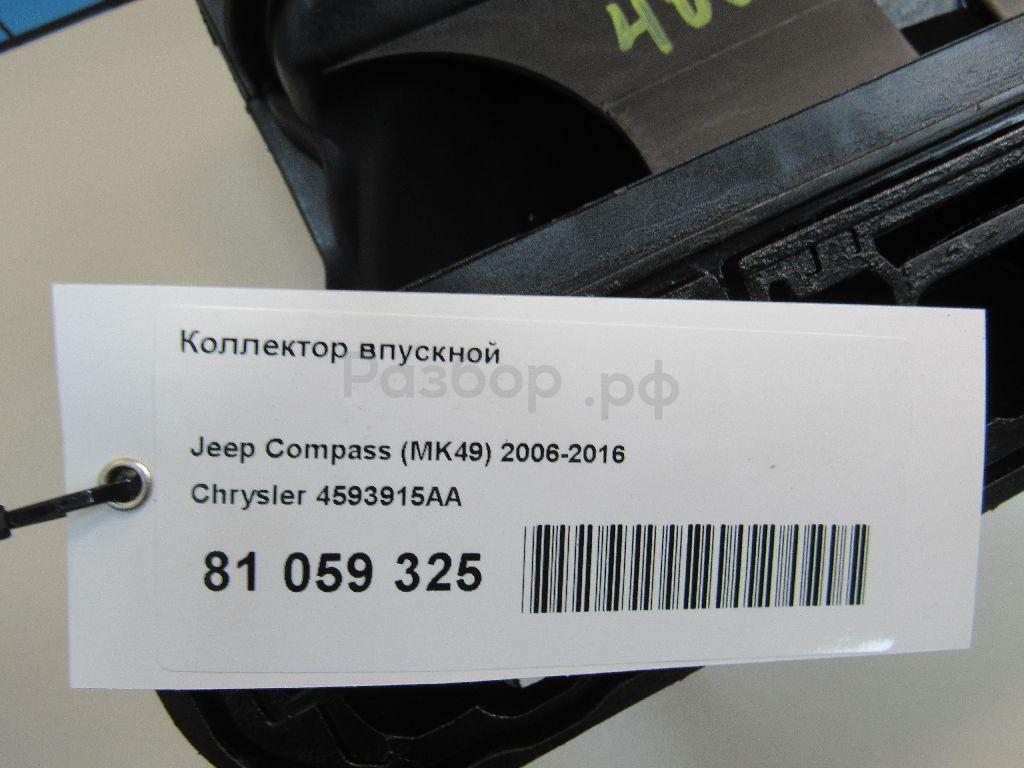 Коллектор впускной
Разбор .рф
Jeep Compass (MK49) 2006-2016
Chrysler 4593915AA
81 059 325